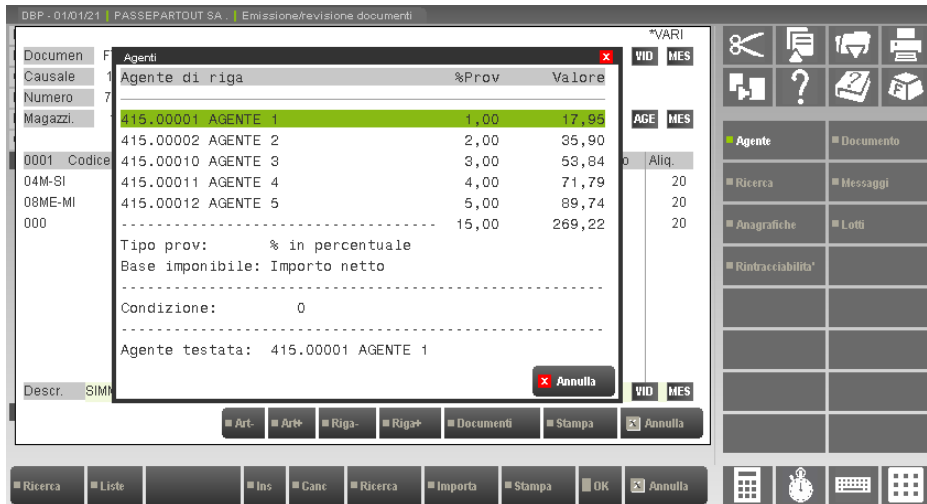 DBP - 01/01/21 | PASSEPARTOUT SA. | Emissione/revisione documenti
*VARI
Documen F VID MES
Causale 1
Numero 7
Magazzi. AGE MES
0001 Codice o Aliq.
04M-SI 20
08ME-MI 20
000 20
Agenti
Agente di riga %Prov Valore
415.00001 AGENTE 1 1,00 17,95
415.00002 AGENTE 2 2,00 35,90
415.00010 AGENTE 3 3,00 53,84
415.00011 AGENTE 4 4,00 71,79
415.00012 AGENTE 5 5,00 89,74
15,00 269,22
Tipo prov: % in percentuale
Base imponibile: Importo netto
Condizione: 0
Agente testata: 415.00001 AGENTE 1
Annulla
Descr. SIMM VID MES
Art- Art+ Riga- Riga+ Documenti Stampa Annulla
Ricerca Liste Ins Canc Ricerca Importa Stampa OK Annulla
Agente Documento
Ricerca Messaggi
Anagrafiche Lotti
Rintracciabilita'